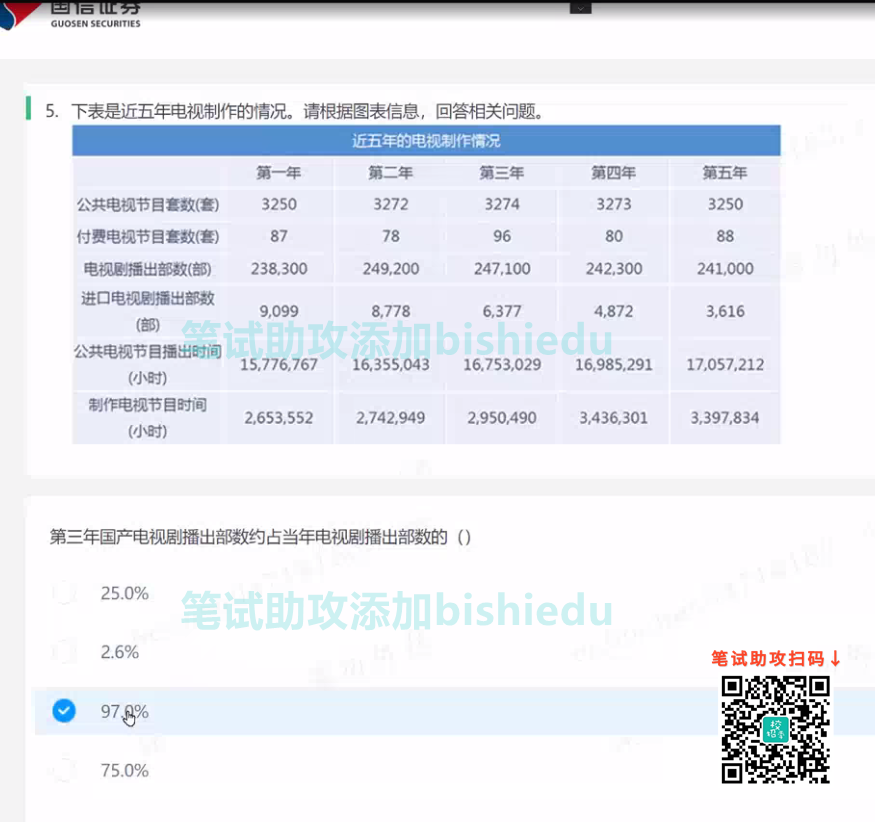 国信证券
GUOSEN SECURITIES
5. 下表是近五年电视制作的情况。请根据图表信息，回答相关问题。
近五年的电视制作情况
第一年 第二年 第三年 第四年 第五年
公共电视节目套数(套) 3250 3272 3274 3273 3250
付费电视节目套数(套) 87 78 96 80 88
电视剧播出部数(部) 238,300 249,200 247,100 242,300 241,000
进口电视剧播出部数
(部) 9,099 8,778 6,377 4,872 3,616
笔试助攻添加bishiedu
公共电视节目播出时间
(小时) 15,776,767 16,355,043 16,753,029 16,985,291 17,057,212
制作电视节目时间
(小时) 2,653,552 2,742,949 2,950,490 3,436,301 3,397,834
第三年国产电视剧播出部数约占当年电视剧播出部数的（）
25.0%
笔试助攻添加bishiedu
2.6%
笔试助攻扫码↓
97.0%
75.0%